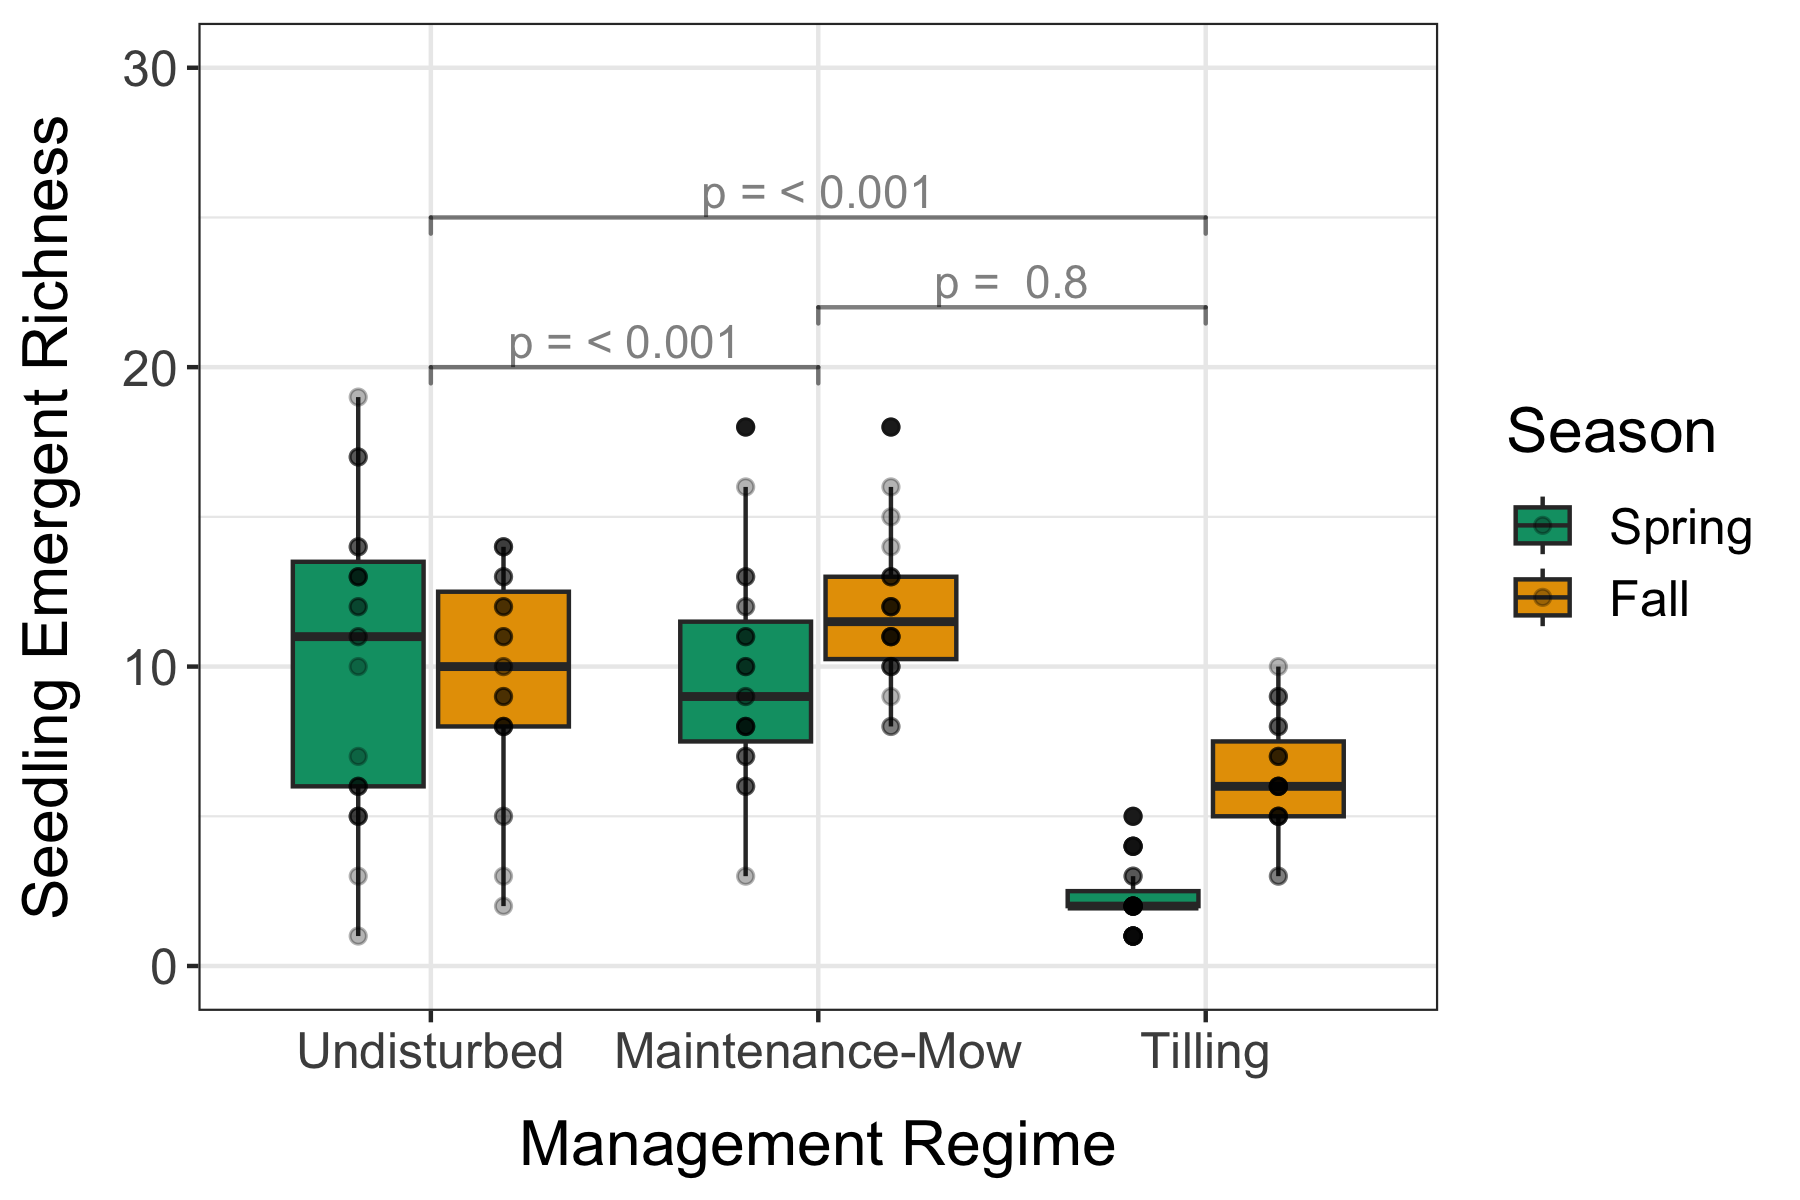 Seedling Emergent Richness
30
20
10
0
p = < 0.001
p =  0.8
p = < 0.001
Undisturbed
Maintenance-Mow
Tilling
Management Regime
Season
Spring
Fall